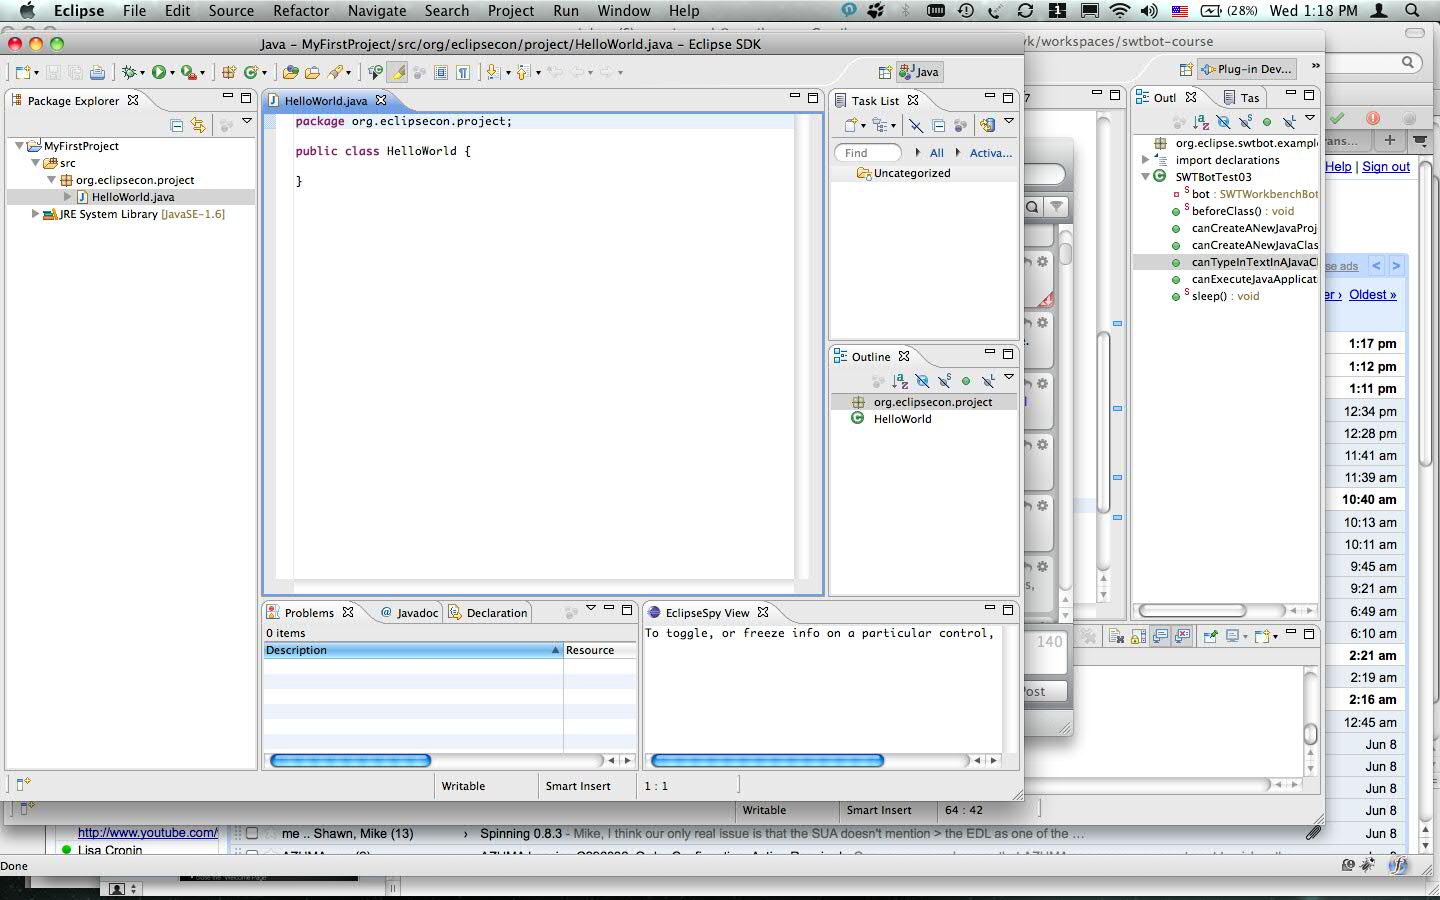 Eclipse File Edit Source Refactor Navigate Search Project Run Window Help (28%) Wed 1:18 PM
Java – MyFirstProject/src/org/eclipsecon/project/HelloWorld.java – Eclipse SDK
/workspaces/swtbot-course
Java
Plug-in Dev...
Package Explorer
MyFirstProject
src
org.eclipsecon.project
HelloWorld.java
JRE System Library [JavaSE-1.6]
HelloWorld.java
package org.eclipsecon.project;
public class HelloWorld {
}
Task List
Find All Activa...
Uncategorized
Outline
org.eclipsecon.project
HelloWorld
Problems Javadoc Declaration
0 items
Description Resource
EclipseSpy View
To toggle, or freeze info on a particular control,
Writable Smart Insert 1 : 1
140
Outl Tas
org.eclipse.swtbot.exampl
import declarations
SWTBotTest03
bot : SWTWorkbenchBot
beforeClass() : void
canCreateANewJavaProj
canCreateANewJavaClas
canTypeInTextInAJavaCl
canExecuteJavaApplicat
sleep() : void
Writable Smart Insert 64 : 42
Help | Sign out
ads < >
Oldest »
1:17 pm
1:12 pm
1:11 pm
12:34 pm
12:28 pm
11:41 am
11:39 am
10:40 am
10:13 am
10:11 am
9:45 am
9:21 am
6:49 am
6:10 am
2:21 am
2:19 am
2:16 am
12:45 am
Jun 8
Jun 8
Jun 8
Jun 8
Jun 8
Jun 8
http://www.youtube.com/ me .. Shawn, Mike (13) › Spinning 0.8.3 - Mike, I think our only real issue is that the SUA doesn't mention > the EDL as one of the ...
Lisa Cronin
Done